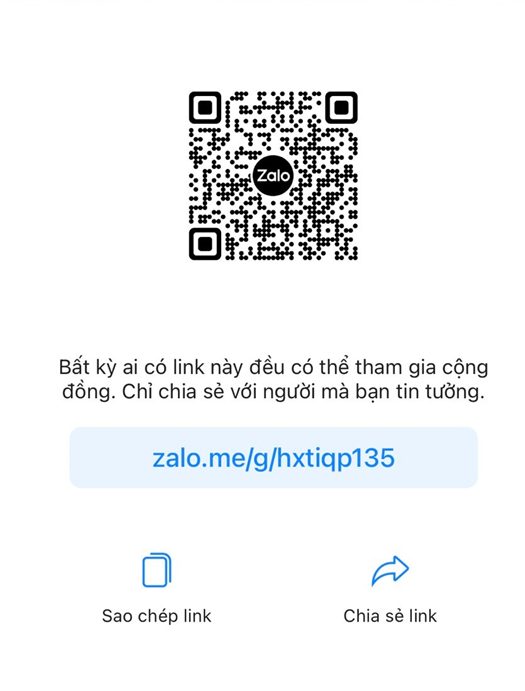 Zalo
Bất kỳ ai có link này đều có thể tham gia cộng
đồng. Chỉ chia sẻ với người mà bạn tin tưởng.
zalo.me/g/hxtiqp135
Sao chép link
Chia sẻ link